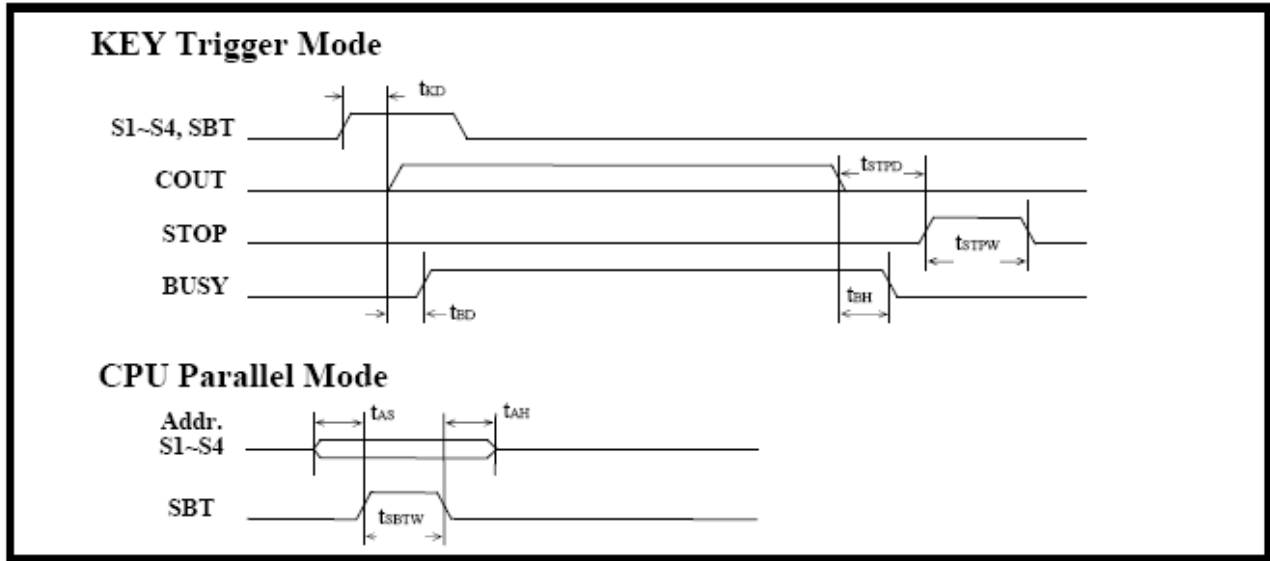 KEY Trigger Mode
tKD
S1~S4, SBT
COUT
tSTPD
STOP
tSTPW
BUSY
tBH
tBD
CPU Parallel Mode
Addr.
S1~S4
tAS
tAH
SBT
tSBTW